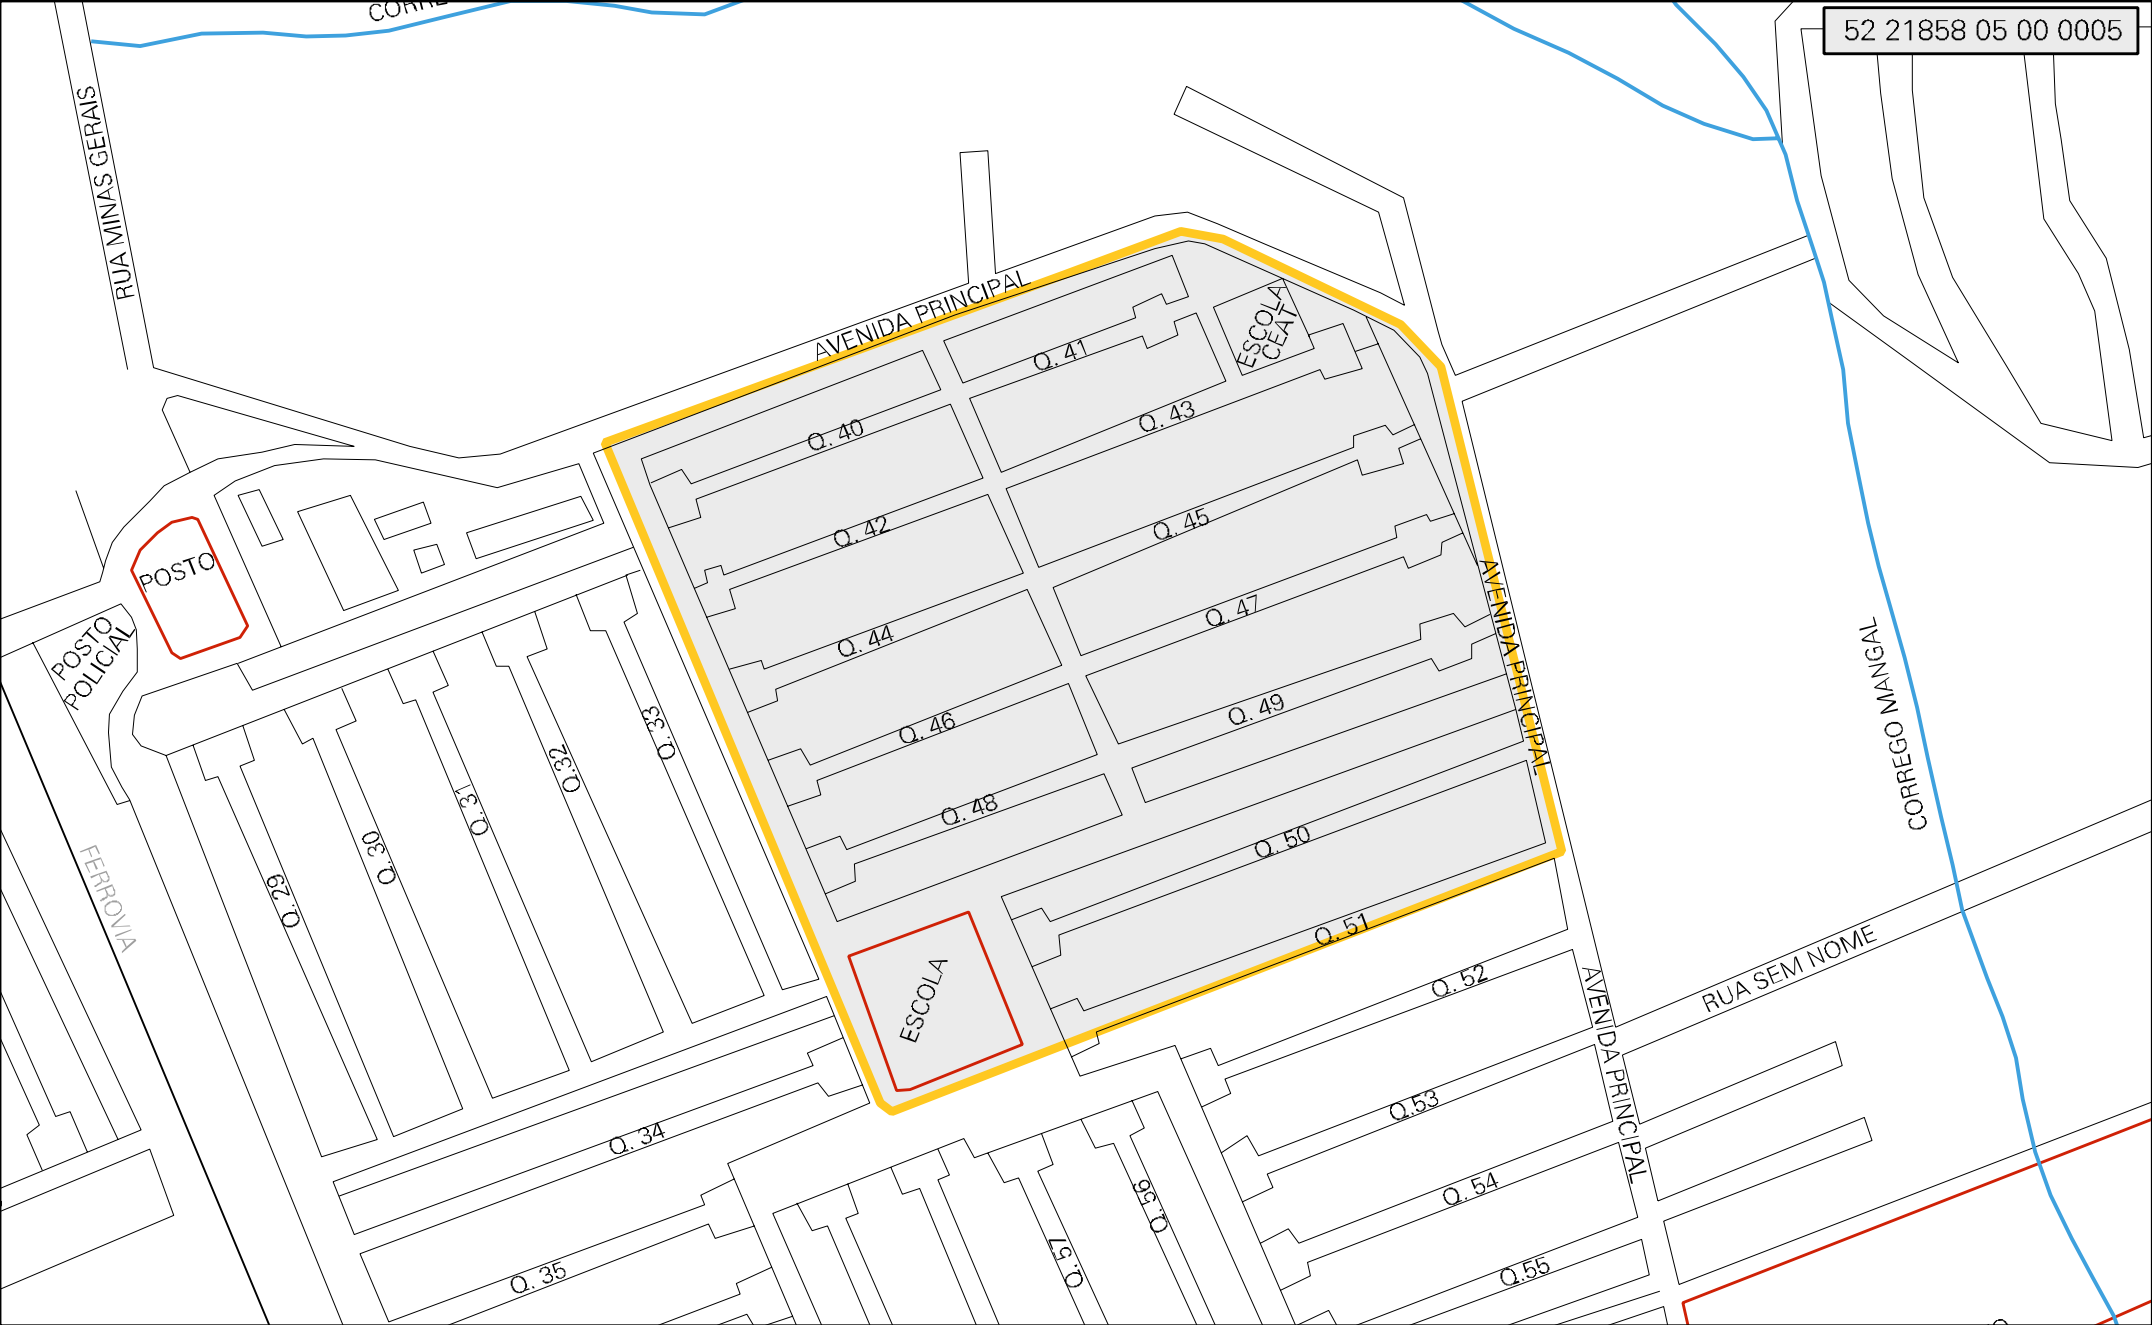 52 21858 05 00 0005
RUA MINAS GERAIS
AVENIDA PRINCIPAL
ESCOLA
CEAT
Q. 41
Q. 40
Q. 43
Q. 42
Q. 45
POSTO
POSTO
POLICIAL
Q. 44
Q. 47
AVENIDA PRINCIPAL
CORREGO MANGAL
Q. 46
Q. 49
Q. 33
Q.32
Q. 31
Q. 30
Q. 29
FERROVIA
Q. 48
Q. 50
Q. 51
ESCOLA
Q. 52
RUA SEM NOME
AVENIDA PRINCIPAL
Q.53
Q. 34
Q. 54
Q. 56
Q. 57
Q. 35
Q.55